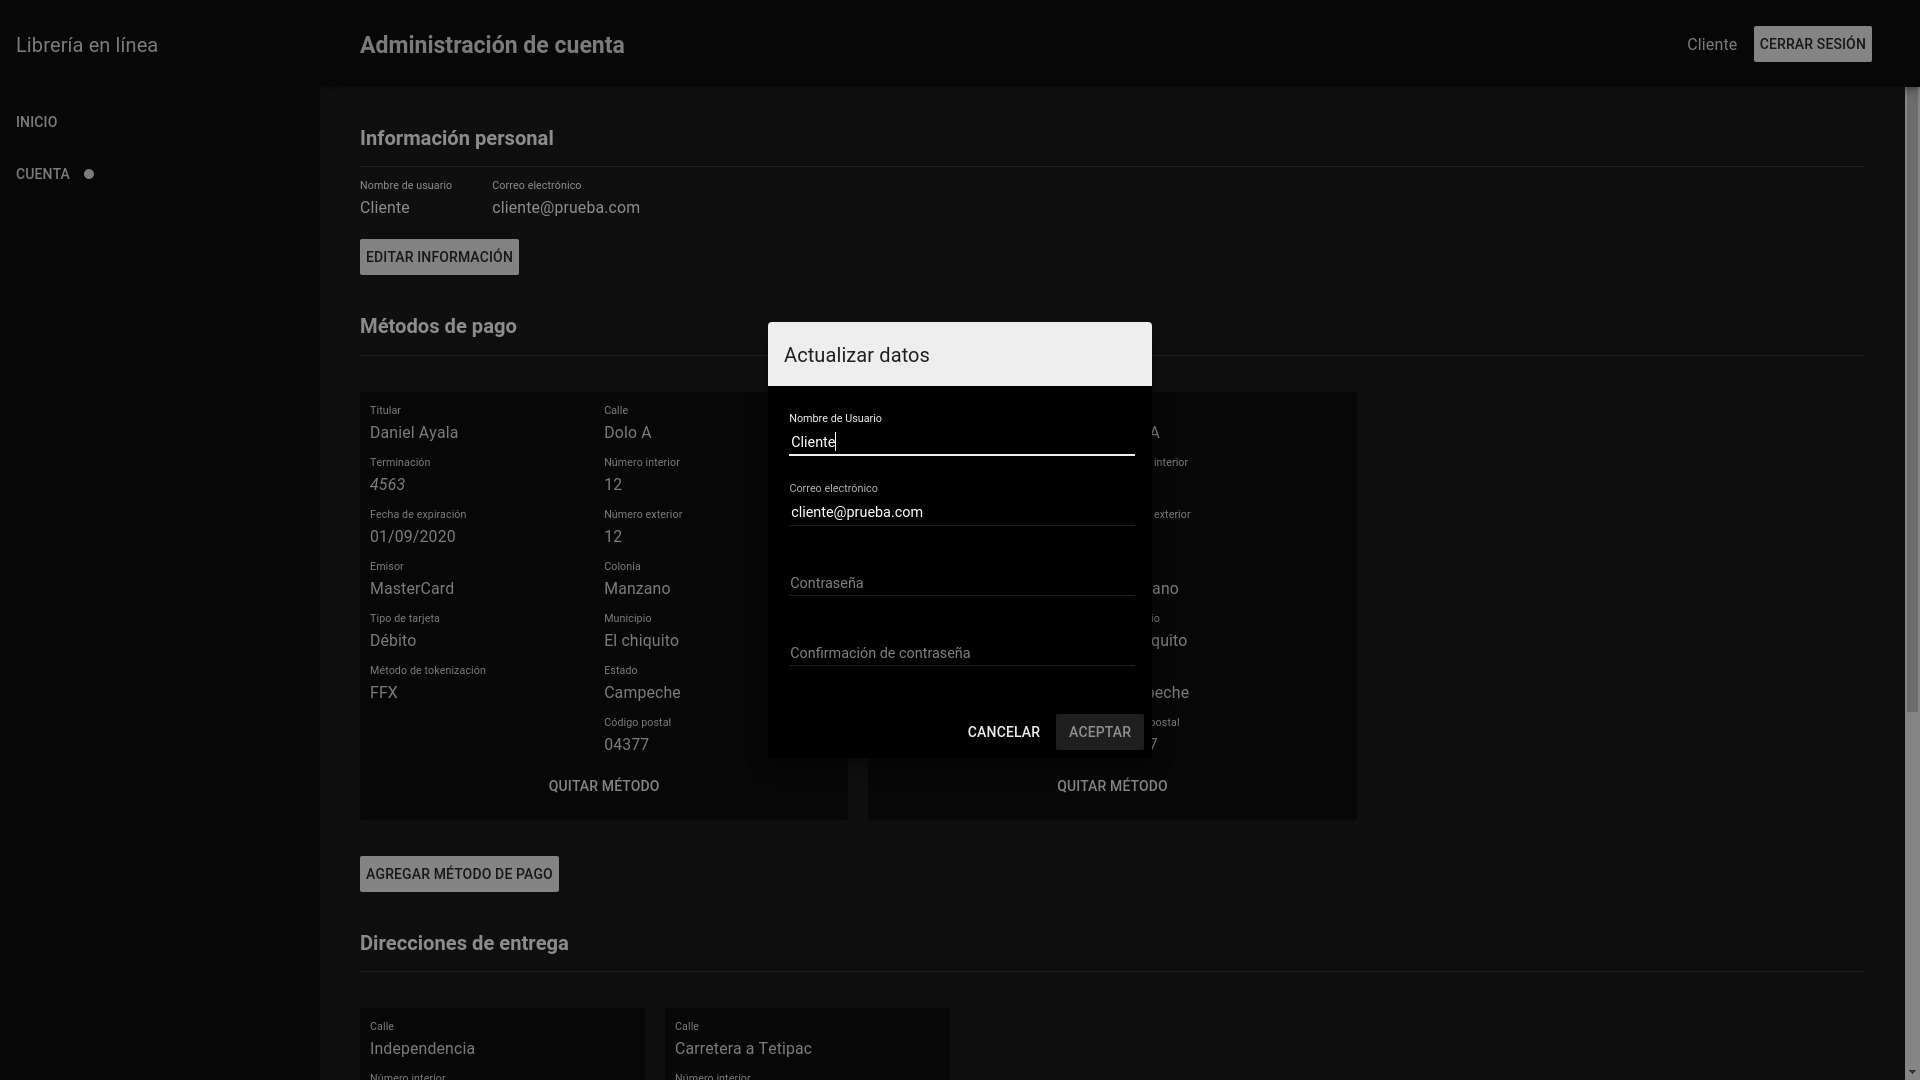 Librería en línea
Administración de cuenta
Cliente
CERRAR SESIÓN
INICIO
CUENTA
Información personal
Nombre de usuario
Cliente
Correo electrónico
cliente@prueba.com
EDITAR INFORMACIÓN
Métodos de pago
Titular
Daniel Ayala
Terminación
4563
Fecha de expiración
01/09/2020
Emisor
MasterCard
Tipo de tarjeta
Débito
Método de tokenización
FFX
Calle
Dolo A
Número interior
12
Número exterior
12
Colonia
Manzano
Municipio
El chiquito
Estado
Campeche
Código postal
04377
QUITAR MÉTODO
Actualizar datos
Nombre de Usuario
Cliente
Correo electrónico
cliente@prueba.com
Contraseña
Confirmación de contraseña
CANCELAR
ACEPTAR
A
interior
exterior
ano
io
quito
eche
postal
7
QUITAR MÉTODO
AGREGAR MÉTODO DE PAGO
Direcciones de entrega
Calle
Independencia
Número interior
Calle
Carretera a Tetipac
Número interior